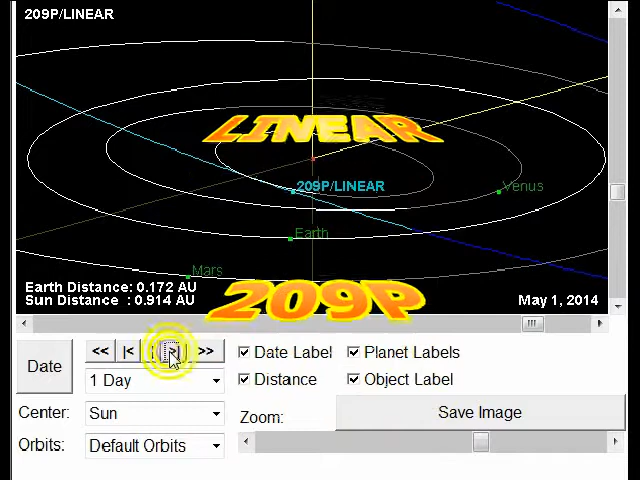 209P/LINEAR
LINEAR
209P/LINEAR
Venus
Earth
Mars
Earth Distance: 0.172 AU
Sun Distance : 0.914 AU
209P
May 1, 2014
Date
<< |< >| >>
1 Day
Center: Sun
Orbits: Default Orbits
Date Label
Planet Labels
Distance
Object Label
Zoom:
Save Image